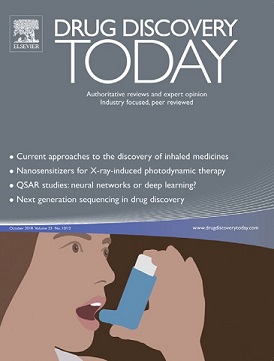 ELSEVIER
DRUG DISCOVERY
TODAY
Authoritative reviews and expert opinion
Industry focused, peer reviewed
• Current approaches to the discovery of inhaled medicines
• Nanosensitizers for X-ray-induced photodynamic therapy
• QSAR studies: neural networks or deep learning?
• Next generation sequencing in drug discovery
www.drugdiscoverytoday.com